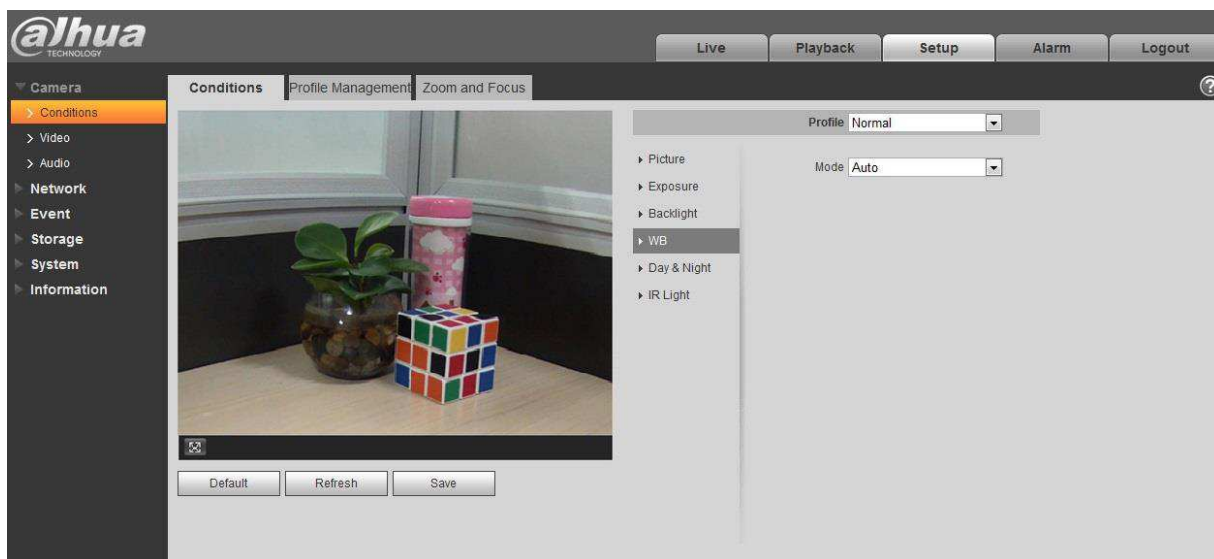 alhua
TECHNOLOGY
Live
Playback
Setup
Alarm
Logout
Camera
Conditions
Video
Audio
Network
Event
Storage
System
Information
Conditions
Profile Management
Zoom and Focus
?
Profile Normal
Picture
Exposure
Backlight
WB
Day & Night
IR Light
Mode Auto
Default
Refresh
Save